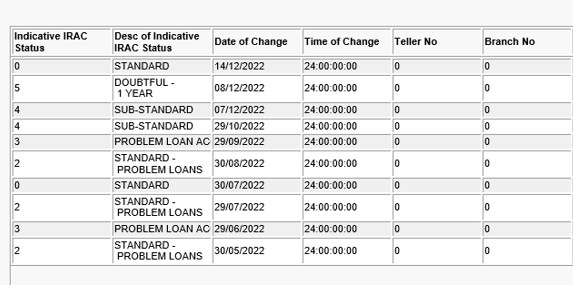 Indicative IRAC Status Desc of Indicative IRAC Status Date of Change Time of Change Teller No Branch No
0 STANDARD 14/12/2022 24:00:00:00 0 0
5 DOUBTFUL - 1 YEAR 08/12/2022 24:00:00:00 0 0
4 SUB-STANDARD 07/12/2022 24:00:00:00 0 0
4 SUB-STANDARD 29/10/2022 24:00:00:00 0 0
3 PROBLEM LOAN AC 29/09/2022 24:00:00:00 0 0
2 STANDARD - PROBLEM LOANS 30/08/2022 24:00:00:00 0 0
0 STANDARD 30/07/2022 24:00:00:00 0 0
2 STANDARD - PROBLEM LOANS 29/07/2022 24:00:00:00 0 0
3 PROBLEM LOAN AC 29/06/2022 24:00:00:00 0 0
2 STANDARD - PROBLEM LOANS 30/05/2022 24:00:00:00 0 0